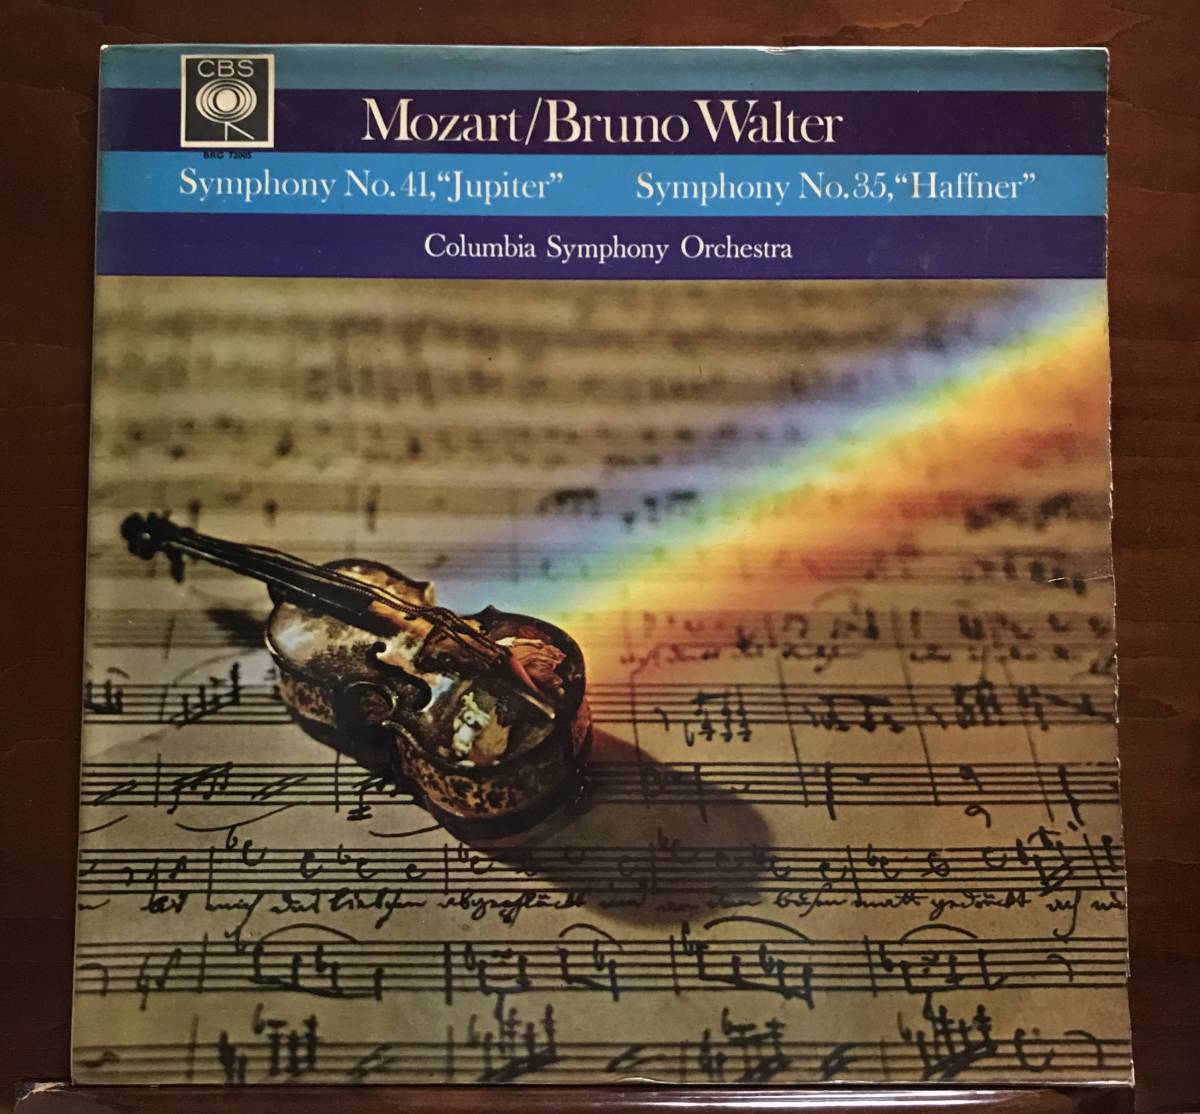 CBS
BRG 72005
Mozart/Bruno Walter
Symphony No. 41, “Jupiter” Symphony No. 35, “Haffner”
Columbia Symphony Orchestra